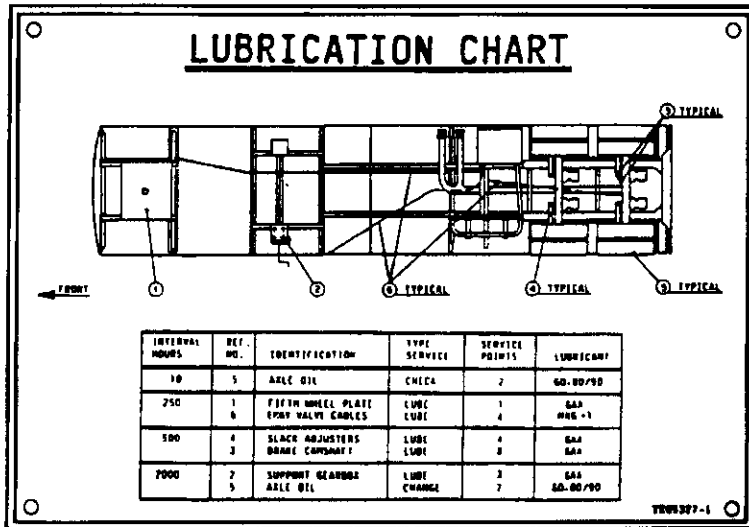 LUBRICATION CHART
3 TYPICAL
FRONT
1
2
6 TYPICAL
4 TYPICAL
5 TYPICAL
INTERVAL HOURS REF. NO. IDENTIFICATION TYPE SERVICE SERVICE POINTS LUBRICANT
10 5 AXLE OIL CHECK 2 GO-80/90
250 1 FIFTH WHEEL PLATE LUBE 1 GAA
6 VALVE CABLES LUBE 4
500 4 SLACK ADJUSTERS LUBE 4 GAA
3 BRAKE CAMSHAFT LUBE 8 GAA
2000 2 SUPPORT GEARBOX LUBE 3 GAA
5 AXLE OIL CHANGE 2 GO-80/90